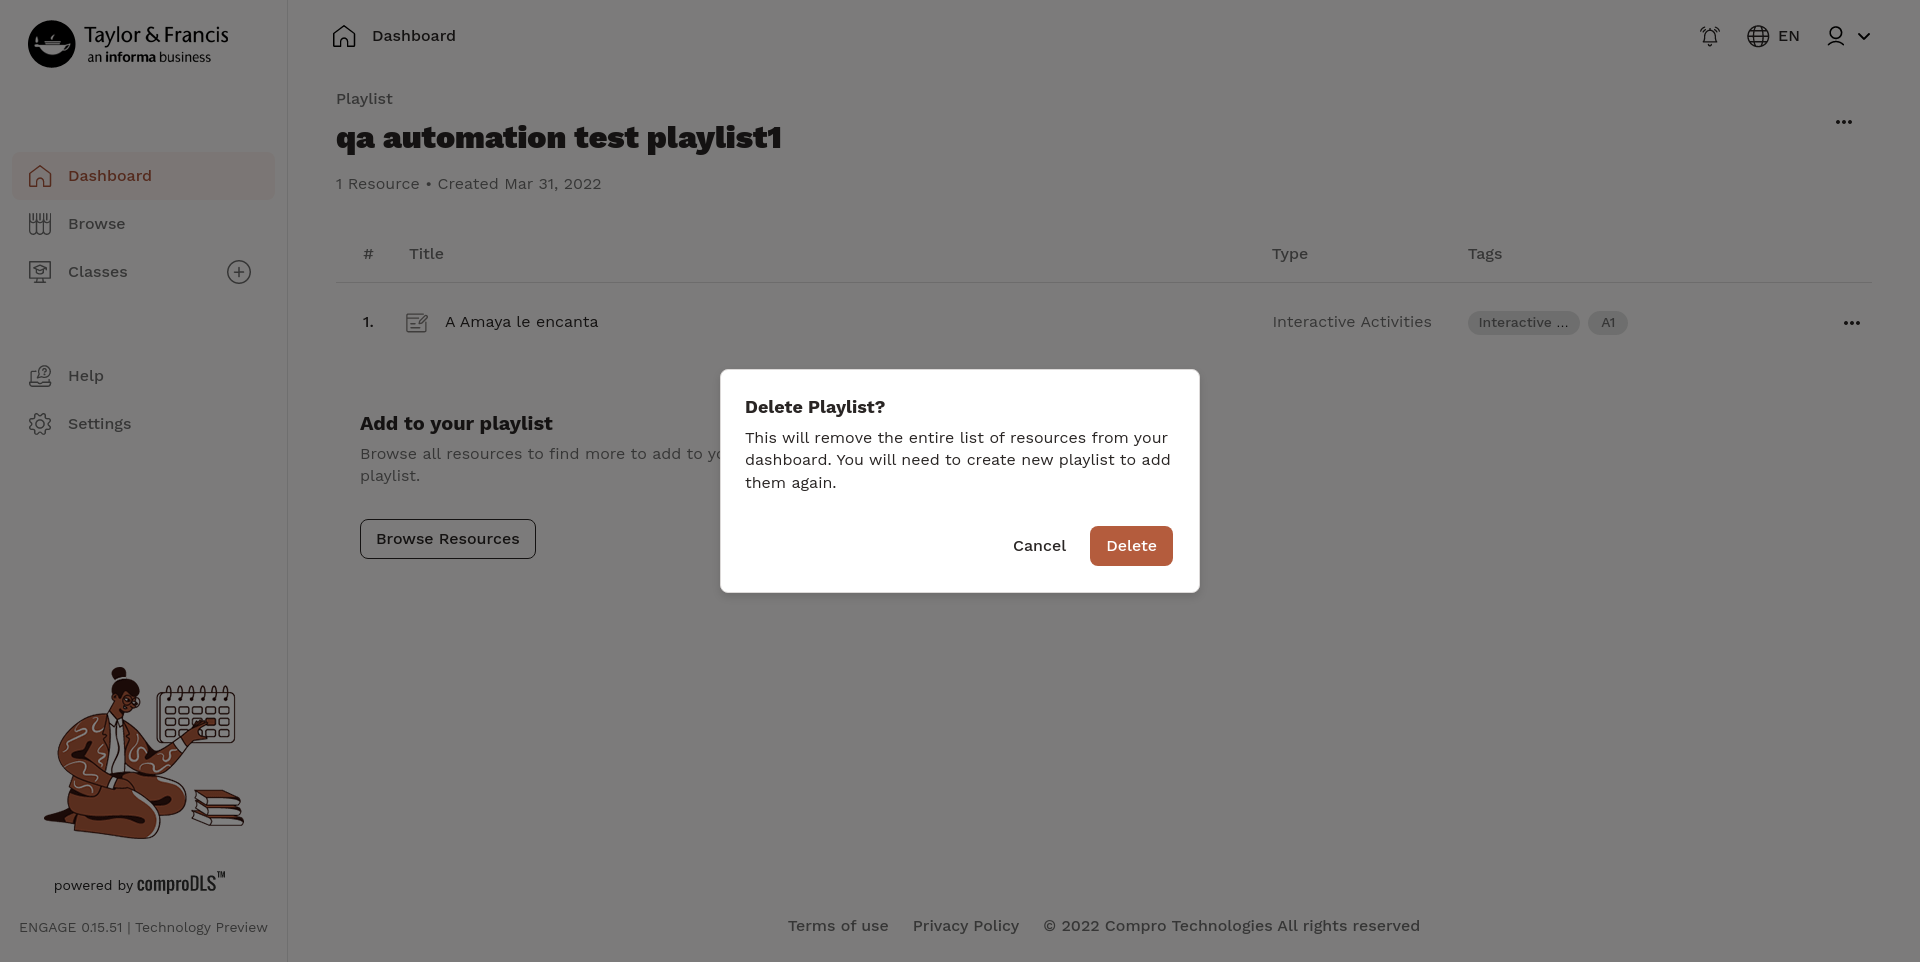 Taylor & Francis
an informa business
Dashboard
EN
Playlist
qa automation test playlist1
1 Resource • Created Mar 31, 2022
Dashboard
Browse
Classes
Help
Settings
# Title Type Tags
1. A Amaya le encanta Interactive Activities Interactive ... A1
Add to your playlist
Browse all resources to find more to add to yo
playlist.
Browse Resources
Delete Playlist?
This will remove the entire list of resources from your
dashboard. You will need to create new playlist to add
them again.
Cancel Delete
powered by comproDLS™
ENGAGE 0.15.51 | Technology Preview
Terms of use Privacy Policy © 2022 Compro Technologies All rights reserved